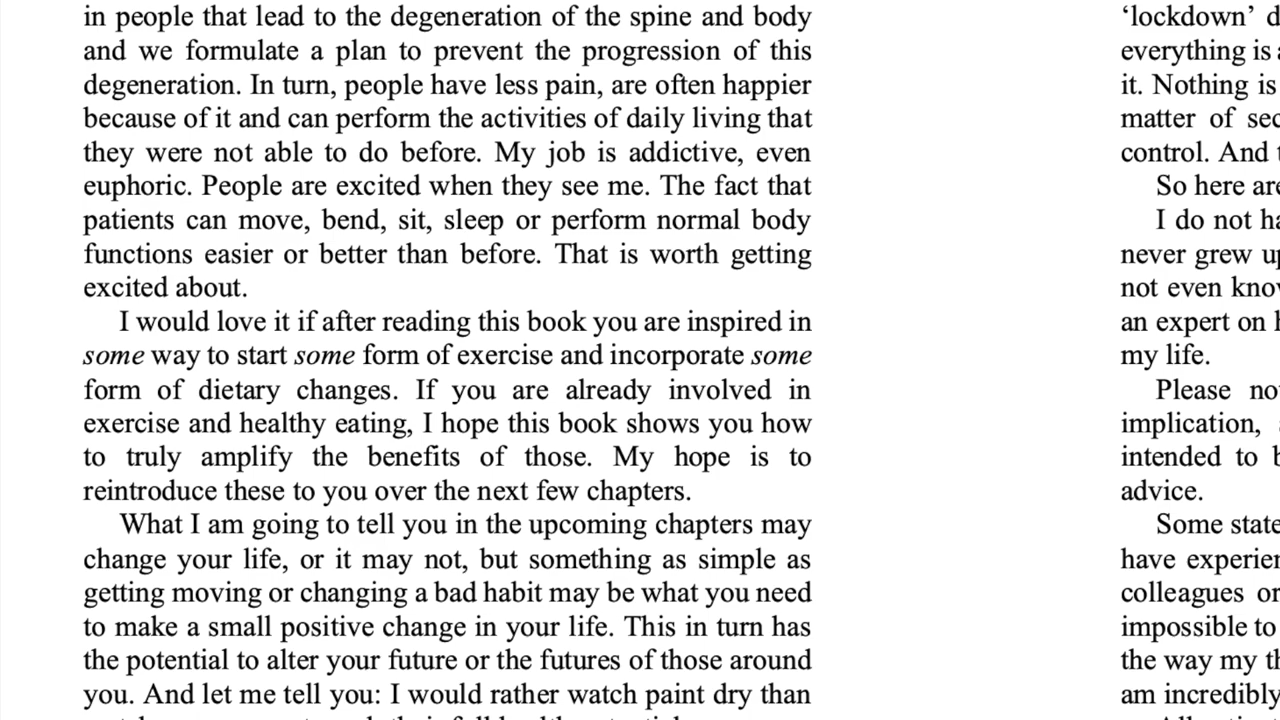 in people that lead to the degeneration of the spine and body
and we formulate a plan to prevent the progression of this
degeneration. In turn, people have less pain, are often happier
because of it and can perform the activities of daily living that
they were not able to do before. My job is addictive, even
euphoric. People are excited when they see me. The fact that
patients can move, bend, sit, sleep or perform normal body
functions easier or better than before. That is worth getting
excited about.
I would love it if after reading this book you are inspired in
some way to start some form of exercise and incorporate some
form of dietary changes. If you are already involved in
exercise and healthy eating, I hope this book shows you how
to truly amplify the benefits of those. My hope is to
reintroduce these to you over the next few chapters.
What I am going to tell you in the upcoming chapters may
change your life, or it may not, but something as simple as
getting moving or changing a bad habit may be what you need
to make a small positive change in your life. This in turn has
the potential to alter your future or the futures of those around
you. And let me tell you: I would rather watch paint dry than
‘lockdown’ d
everything is
it. Nothing is
matter of sec
control. And t
So here are
I do not ha
never grew up
not even know
an expert on
my life.
Please no
implication,
intended to b
advice.
Some state
have experien
colleagues or
impossible to
the way my th
am incredibly